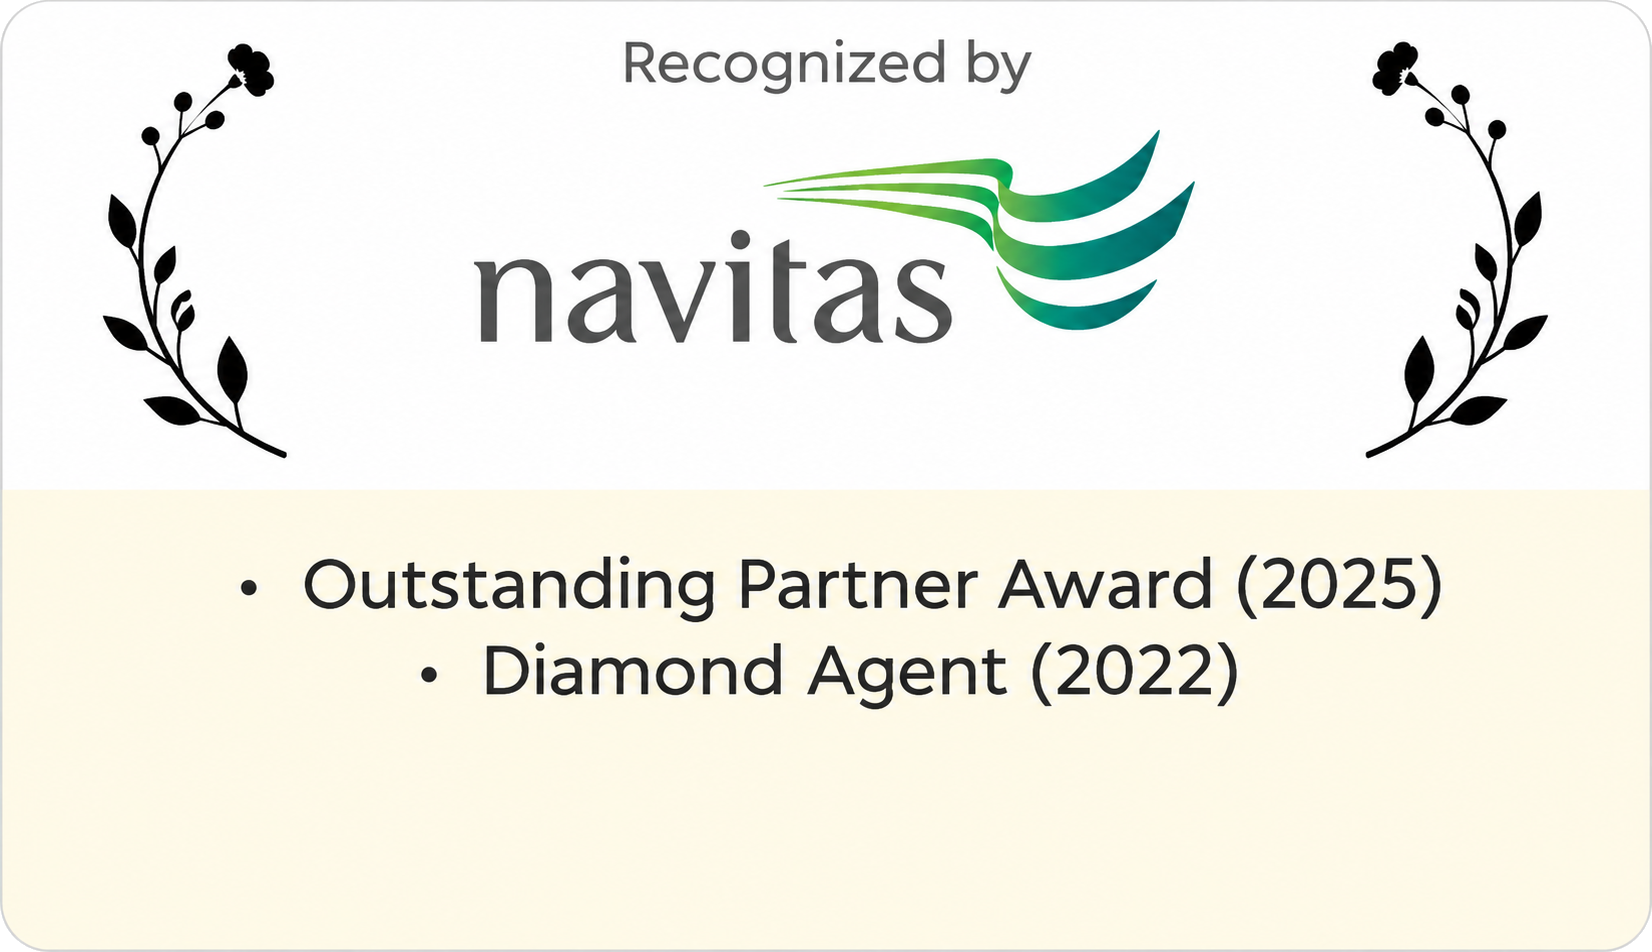 Recognized by
navitas
• Outstanding Partner Award (2025)
• Diamond Agent (2022)